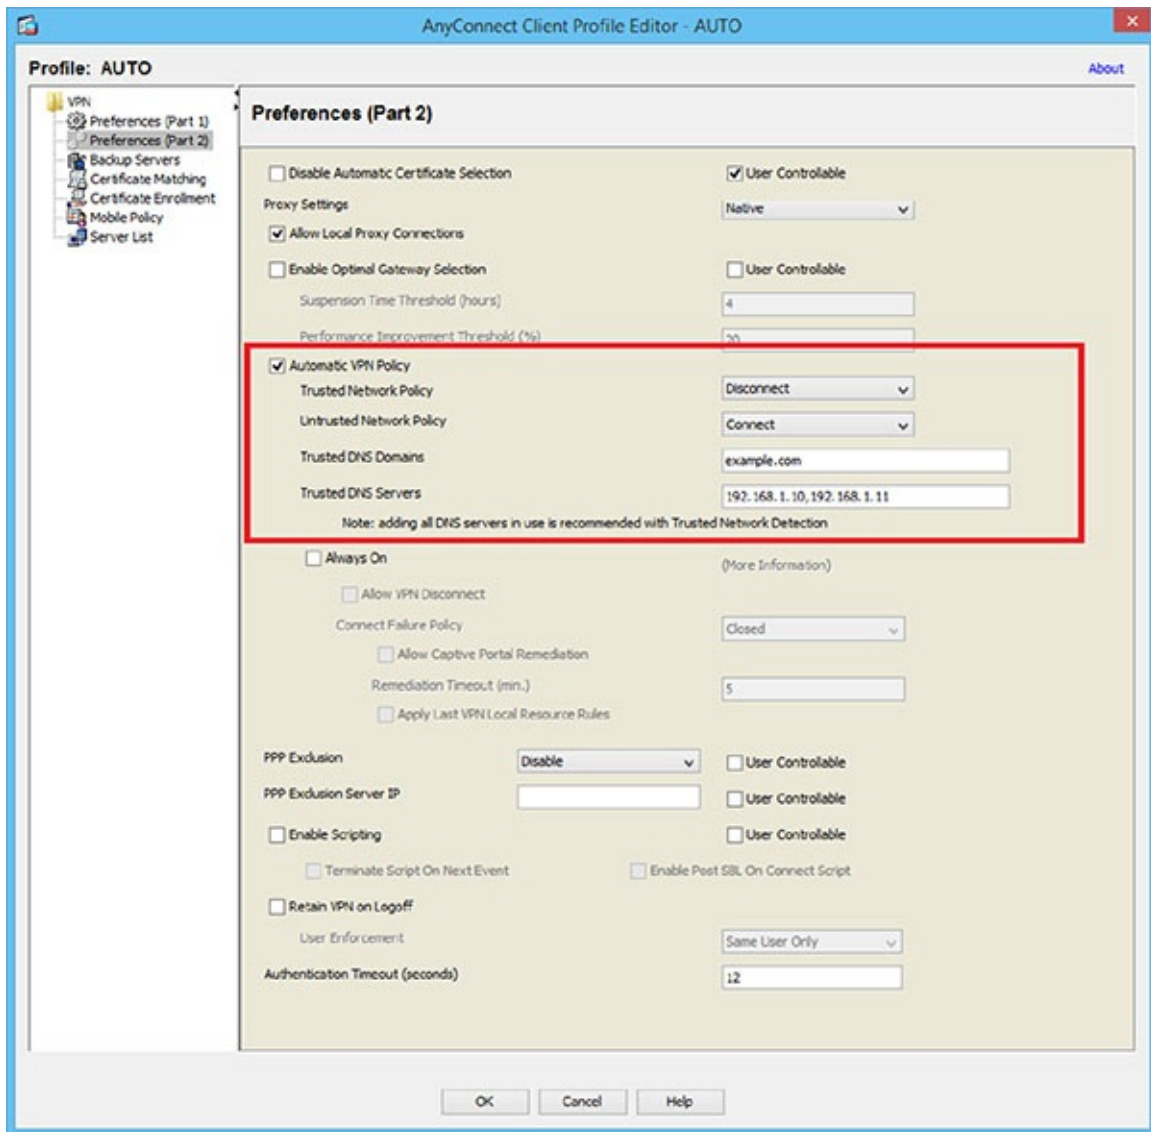 AnyConnect Client Profile Editor - AUTO
Profile: AUTO
About
VPN
Preferences (Part 1)
Preferences (Part 2)
Backup Servers
Certificate Matching
Certificate Enrollment
Mobile Policy
Server List
Preferences (Part 2)
Disable Automatic Certificate Selection User Controllable
Proxy Settings Native
Allow Local Proxy Connections
Enable Optimal Gateway Selection User Controllable
Suspension Time Threshold (hours) 4
Performance Improvement Threshold (%) 20
Automatic VPN Policy
Trusted Network Policy Disconnect
Untrusted Network Policy Connect
Trusted DNS Domains example.com
Trusted DNS Servers 192.168.1.10,192.168.1.11
Note: adding all DNS servers in use is recommended with Trusted Network Detection
Always On (More Information)
Allow VPN Disconnect
Connect Failure Policy Closed
Allow Captive Portal Remediation
Remediation Timeout (min.) 5
Apply Last VPN Local Resource Rules
PPP Exclusion Disable User Controllable
PPP Exclusion Server IP User Controllable
Enable Scripting User Controllable
Terminate Script On Next Event Enable Post SBL On Connect Script
Retain VPN on Logoff
User Enforcement Same User Only
Authentication Timeout (seconds) 12
OK Cancel Help